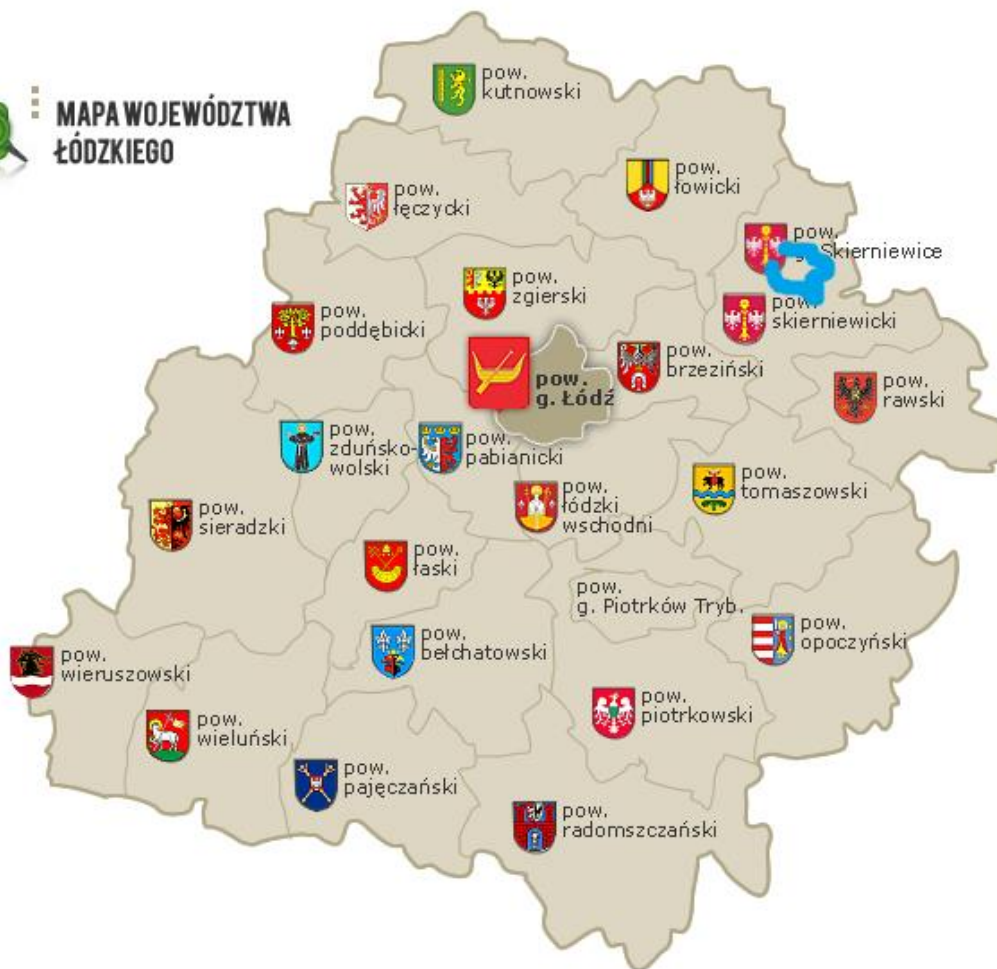 MAPA WOJEWÓDZTWA
ŁÓDZKIEGO
pow.
kutnowski
pow.
łowicki
pow.
łęczycki
pow.
g. Skierniewice
pow.
zgierski
pow.
skierniewicki
pow.
poddębicki
pow.
brzeziński
pow.
g. Łódź
pow.
rawski
pow.
zduńsko-
wolski
pow.
pabianicki
pow.
tomaszowski
pow.
łódzki
wschodni
pow.
sieradzki
pow.
łaski
pow.
g. Piotrków Tryb.
pow.
opoczyński
pow.
bełchatowski
pow.
wieruszowski
pow.
piotrkowski
pow.
wieluński
pow.
pajęczański
pow.
radomszczański